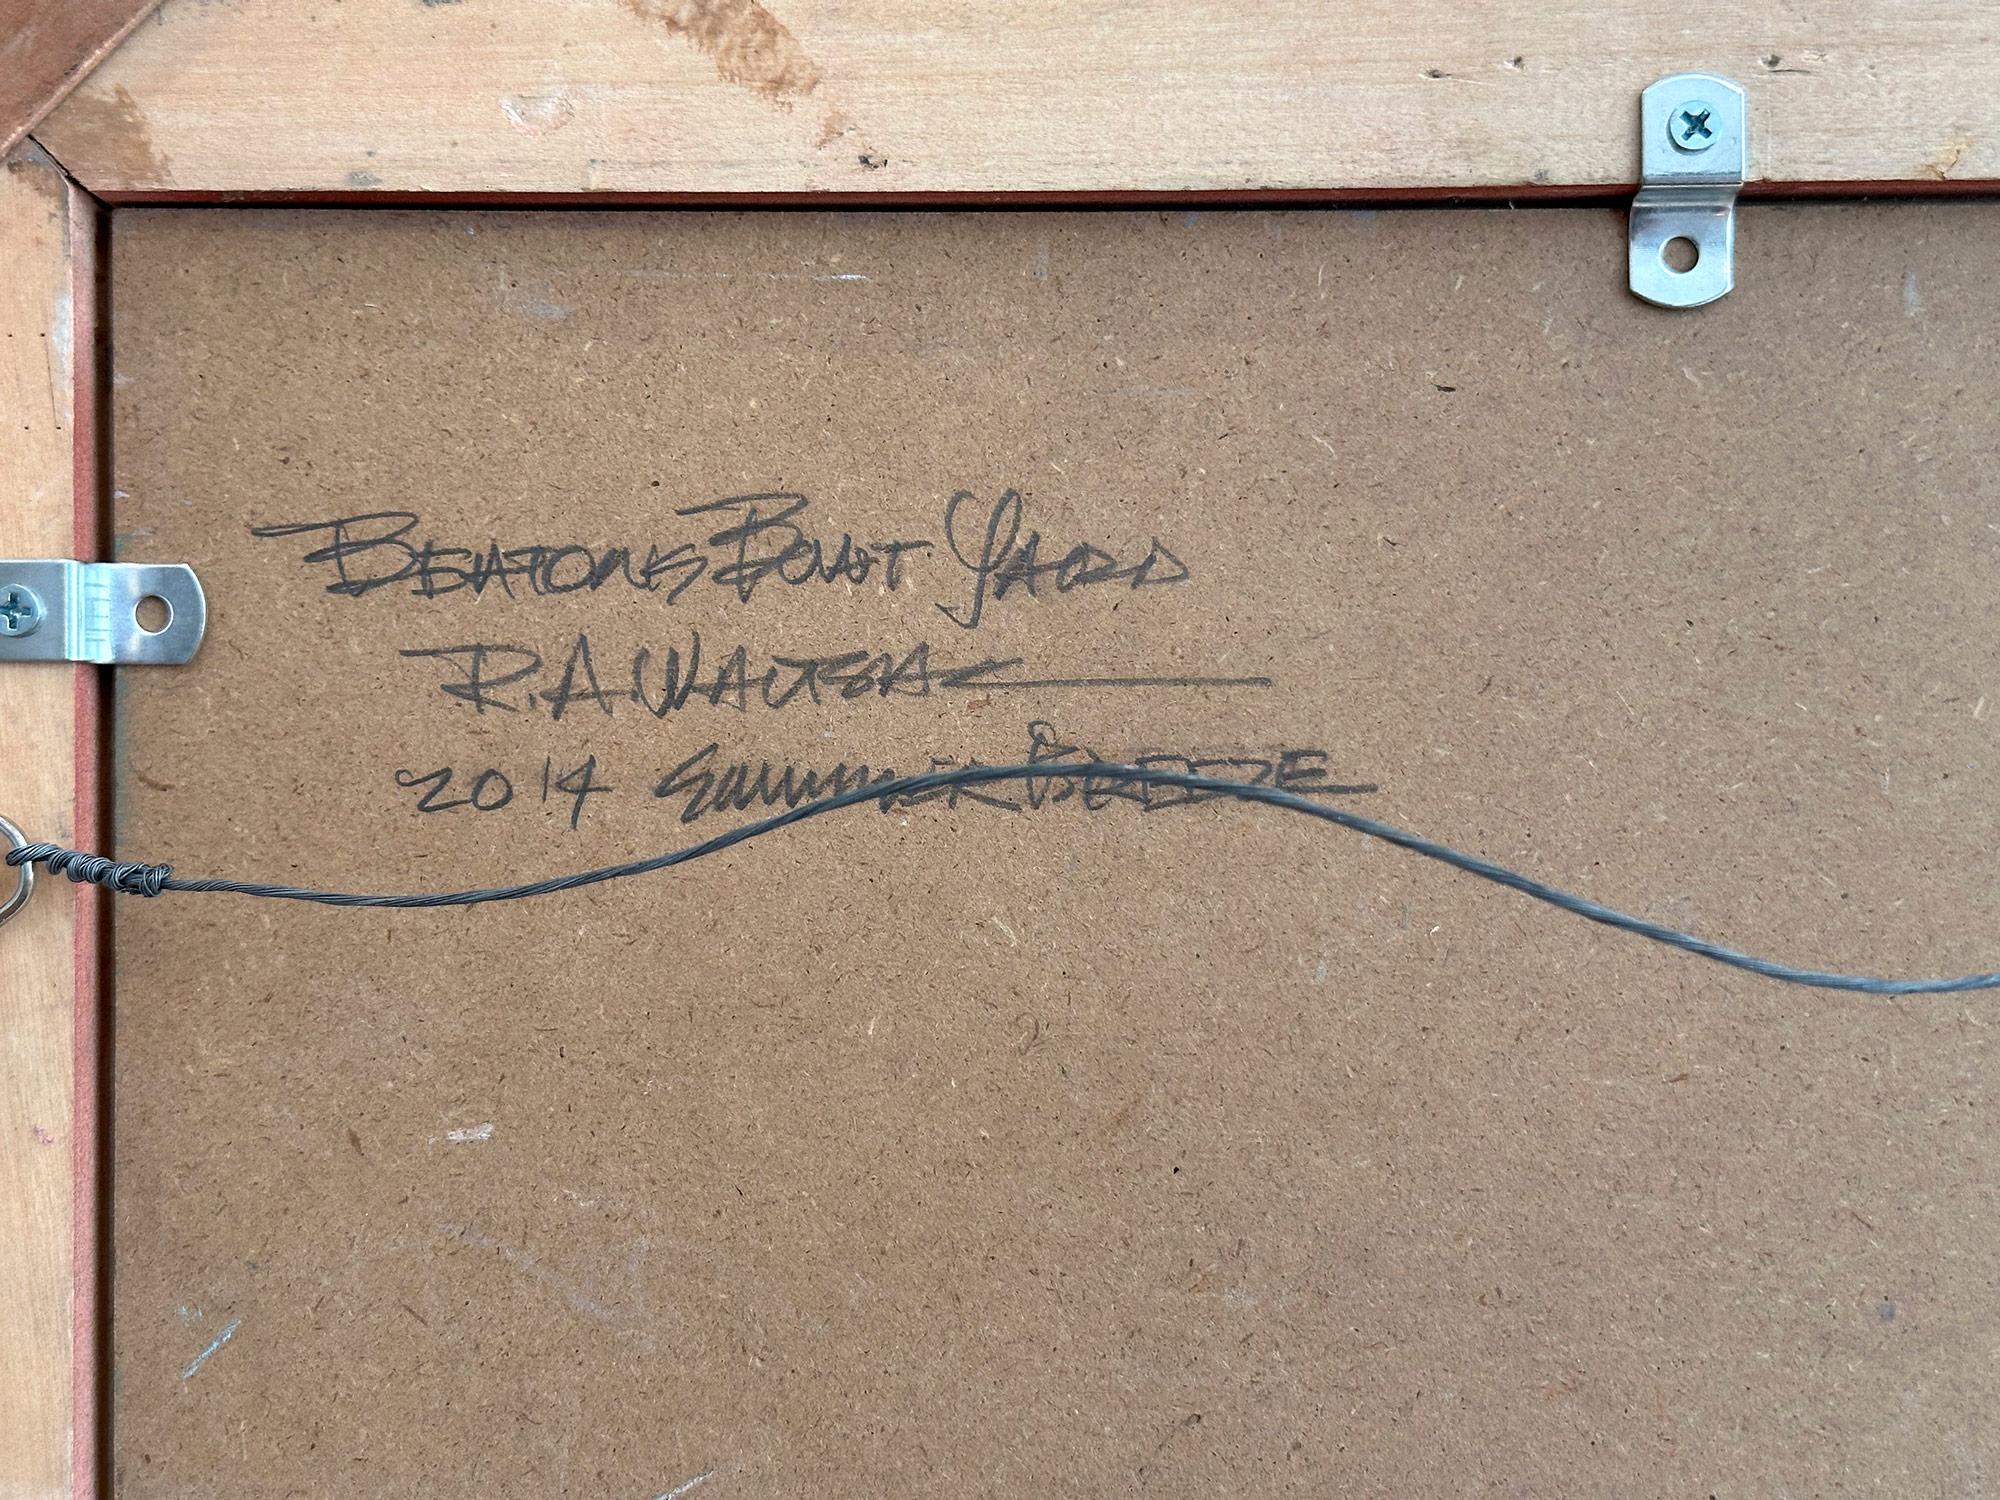 BEATONS BOAT YARD
R.A. WALTER
2014 SUMMER BREEZE